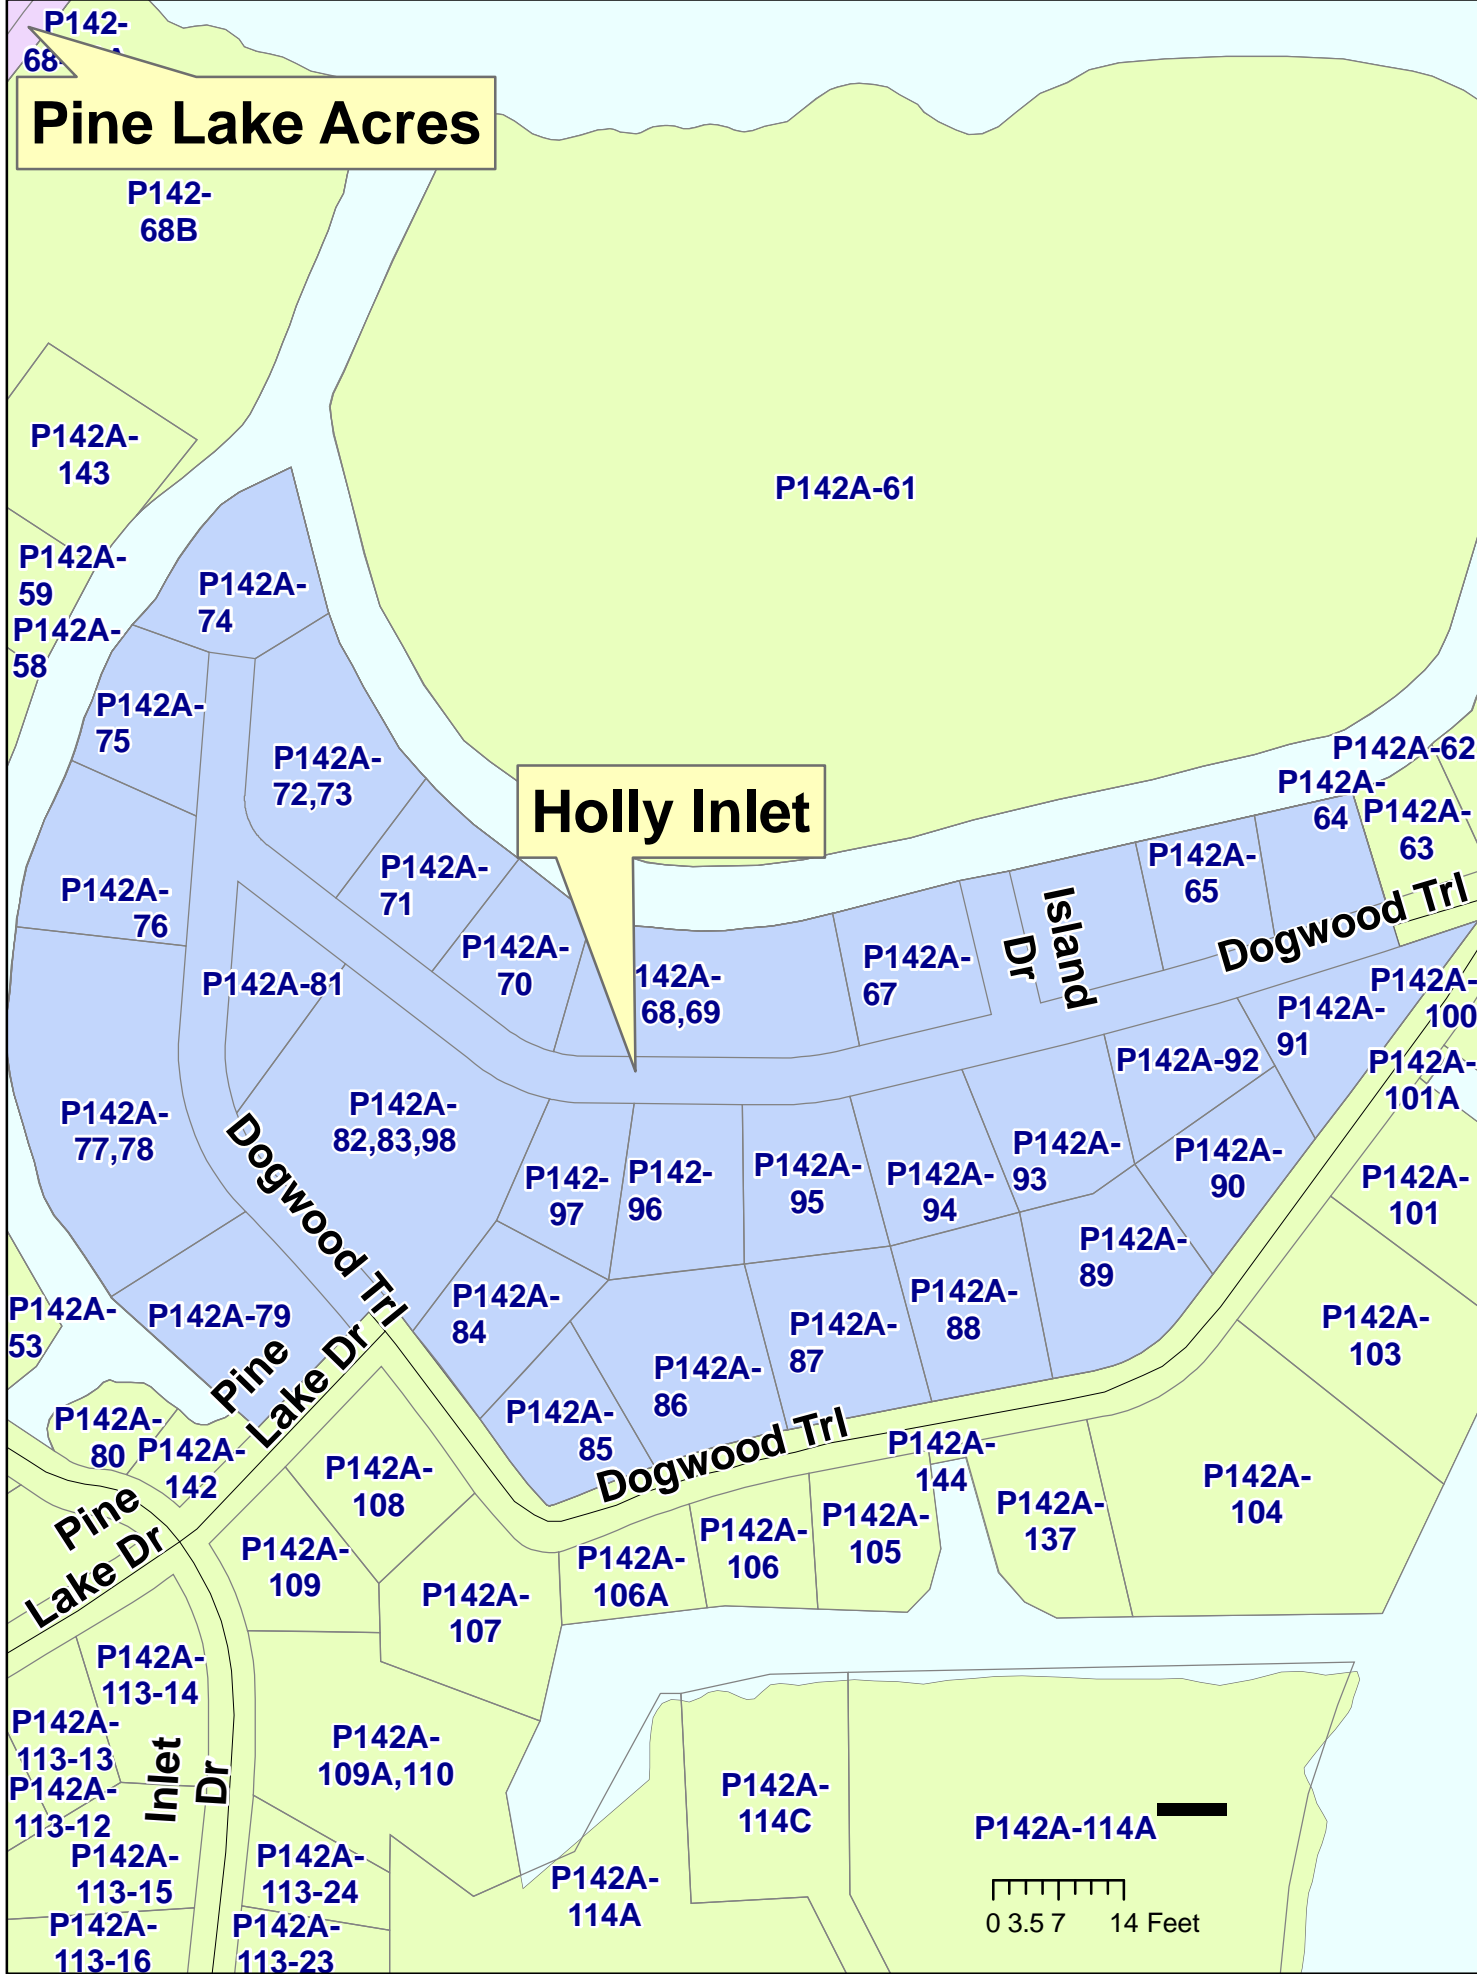 P142-
68
Pine Lake Acres
P142-
68B
P142A-
143
P142A-61
P142A-
59
P142A-
58
P142A-
74
P142A-
75
P142A-
72,73
P142A-62
P142A-
64
P142A-
63
Holly Inlet
P142A-
65
P142A-
71
P142A-
76
Dogwood Trl
Island
Dr
P142A-
70
142A-
68,69
P142A-
67
P142A-81
P142A-
100
P142A-
91
P142A-92
P142A-
101A
P142A-
77,78
P142A-
82,83,98
Dogwood Trl
P142-
97
P142-
96
P142A-
95
P142A-
94
P142A-
93
P142A-
90
P142A-
101
P142A-
89
P142A-
53
P142A-79
P142A-
84
P142A-
88
P142A-
87
P142A-
103
Pine
Lake Dr
P142A-
86
P142A-
85
Dogwood Trl
P142A-
80
P142A-
142
P142A-
108
P142A-
144
P142A-
104
P142A-
137
P142A-
105
P142A-
106
P142A-
106A
Pine
Lake Dr
P142A-
109
P142A-
107
P142A-
113-14
P142A-
113-13
P142A-
109A,110
Inlet
Dr
P142A-
113-12
P142A-
114C
P142A-114A
P142A-
113-15
P142A-
113-24
P142A-
114A
P142A-
113-16
P142A-
113-23
0 3.5 7 14 Feet